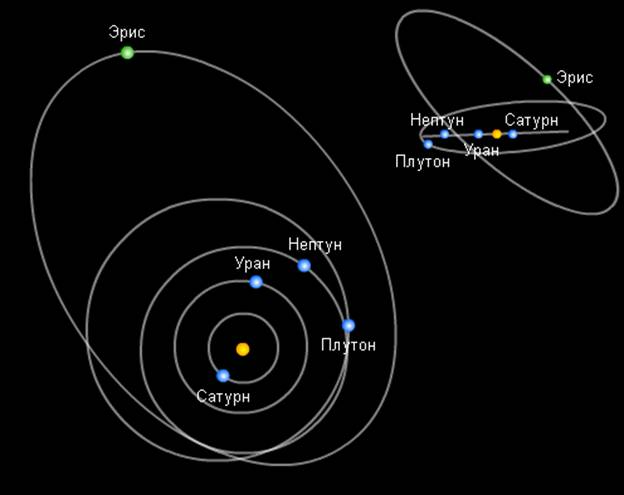 Эрис
Эрис
Нептун
Сатурн
Уран
Плутон
Нептун
Уран
Плутон
Сатурн